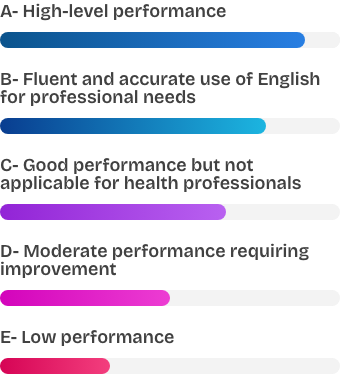 A- High-level performance
B- Fluent and accurate use of English
for professional needs
C- Good performance but not
applicable for health professionals
D- Moderate performance requiring
improvement
E- Low performance